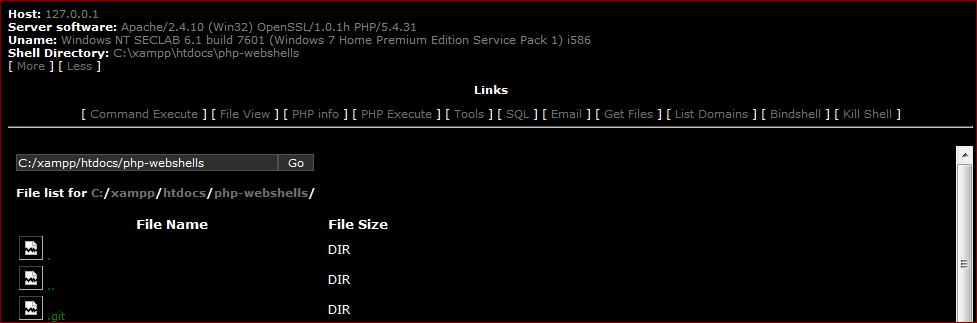 Host: 127.0.0.1
Server software: Apache/2.4.10 (Win32) OpenSSL/1.0.1h PHP/5.4.31
Uname: Windows NT SECLAB 6.1 build 7601 (Windows 7 Home Premium Edition Service Pack 1) i586
Shell Directory: C:\xampp\htdocs\php-webshells
[ More ] [ Less ]
Links
[ Command Execute ] [ File View ] [ PHP info ] [ PHP Execute ] [ Tools ] [ SQL ] [ Email ] [ Get Files ] [ List Domains ] [ Bindshell ] [ Kill Shell ]
C:/xampp/htdocs/php-webshells Go
File list for C:/xampp/htdocs/php-webshells/
File Name File Size
. DIR
.. DIR
.git DIR